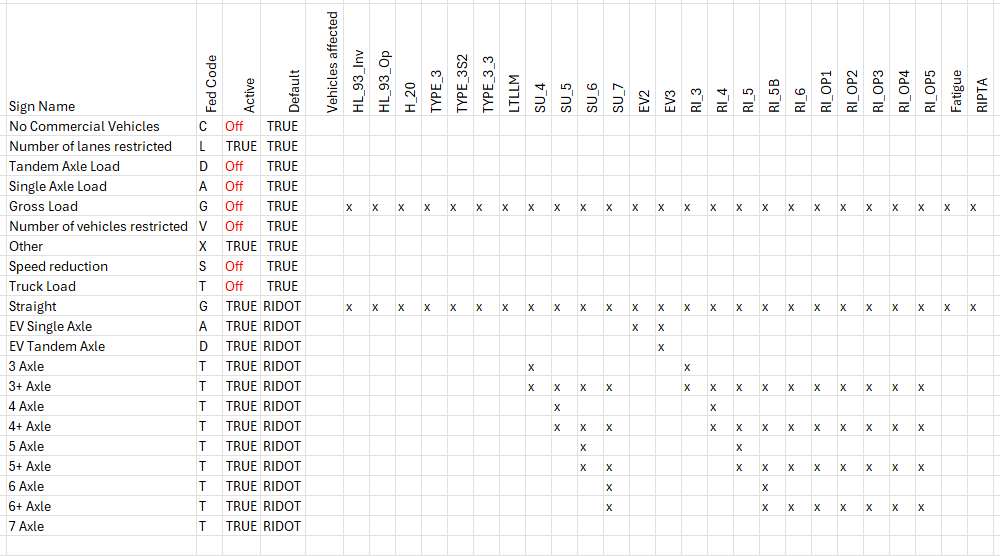 Sign Name Fed Code Active Default Vehicles affected HL_93_Inv HL_93_Op H_20 TYPE_3 TYPE_3S2 TYPE_3_3 LTLLM SU_4 SU_5 SU_6 SU_7 EV2 EV3 RI_3 RI_4 RI_5 RI_5B RI_6 RI_OP1 RI_OP2 RI_OP3 RI_OP4 RI_OP5 Fatigue RIPTA
No Commercial Vehicles C Off TRUE
Number of lanes restricted L TRUE TRUE
Tandem Axle Load D Off TRUE
Single Axle Load A Off TRUE
Gross Load G Off TRUE x x x x x x x x x x x x x x x x x x x x x x x x x
Number of vehicles restricted V Off TRUE
Other X TRUE TRUE
Speed reduction S Off TRUE
Truck Load T Off TRUE
Straight G TRUE RIDOT x x x x x x x x x x x x x x x x x x x x x x x x x
EV Single Axle A TRUE RIDOT x x
EV Tandem Axle D TRUE RIDOT x
3 Axle T TRUE RIDOT x x
3+ Axle T TRUE RIDOT x x x x x x x x x x x x x x
4 Axle T TRUE RIDOT x x
4+ Axle T TRUE RIDOT x x x x x x x x x x x x
5 Axle T TRUE RIDOT x x
5+ Axle T TRUE RIDOT x x x x x x x x x x
6 Axle T TRUE RIDOT x x
6+ Axle T TRUE RIDOT x x x x x x x x
7 Axle T TRUE RIDOT